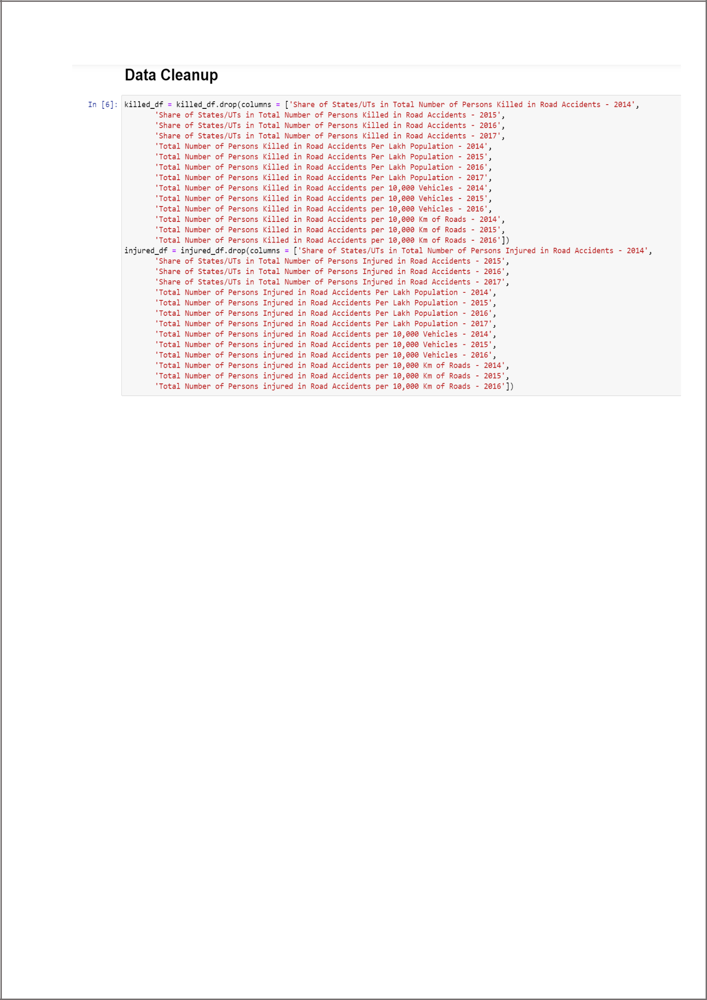 Data Cleanup
In [6]: killed_df = killed_df.drop(columns = ['Share of States/UTs in Total Number of Persons Killed in Road Accidents - 2014',
'Share of States/UTs in Total Number of Persons Killed in Road Accidents - 2015',
'Share of States/UTs in Total Number of Persons Killed in Road Accidents - 2016',
'Share of States/UTs in Total Number of Persons Killed in Road Accidents - 2017',
'Total Number of Persons Killed in Road Accidents Per Lakh Population - 2014',
'Total Number of Persons Killed in Road Accidents Per Lakh Population - 2015',
'Total Number of Persons Killed in Road Accidents Per Lakh Population - 2016',
'Total Number of Persons Killed in Road Accidents Per Lakh Population - 2017',
'Total Number of Persons Killed in Road Accidents per 10,000 Vehicles - 2014',
'Total Number of Persons Killed in Road Accidents per 10,000 Vehicles - 2015',
'Total Number of Persons Killed in Road Accidents per 10,000 Vehicles - 2016',
'Total Number of Persons Killed in Road Accidents per 10,000 Km of Roads - 2014',
'Total Number of Persons Killed in Road Accidents per 10,000 Km of Roads - 2015',
'Total Number of Persons Killed in Road Accidents per 10,000 Km of Roads - 2016'])
injured_df = injured_df.drop(columns = ['Share of States/UTs in Total Number of Persons Injured in Road Accidents - 2014',
'Share of States/UTs in Total Number of Persons Injured in Road Accidents - 2015',
'Share of States/UTs in Total Number of Persons Injured in Road Accidents - 2016',
'Share of States/UTs in Total Number of Persons Injured in Road Accidents - 2017',
'Total Number of Persons Injured in Road Accidents Per Lakh Population - 2014',
'Total Number of Persons Injured in Road Accidents Per Lakh Population - 2015',
'Total Number of Persons Injured in Road Accidents Per Lakh Population - 2016',
'Total Number of Persons Injured in Road Accidents Per Lakh Population - 2017',
'Total Number of Persons injured in Road Accidents per 10,000 Vehicles - 2014',
'Total Number of Persons injured in Road Accidents per 10,000 Vehicles - 2015',
'Total Number of Persons injured in Road Accidents per 10,000 Vehicles - 2016',
'Total Number of Persons injured in Road Accidents per 10,000 Km of Roads - 2014',
'Total Number of Persons injured in Road Accidents per 10,000 Km of Roads - 2015',
'Total Number of Persons injured in Road Accidents per 10,000 Km of Roads - 2016'])